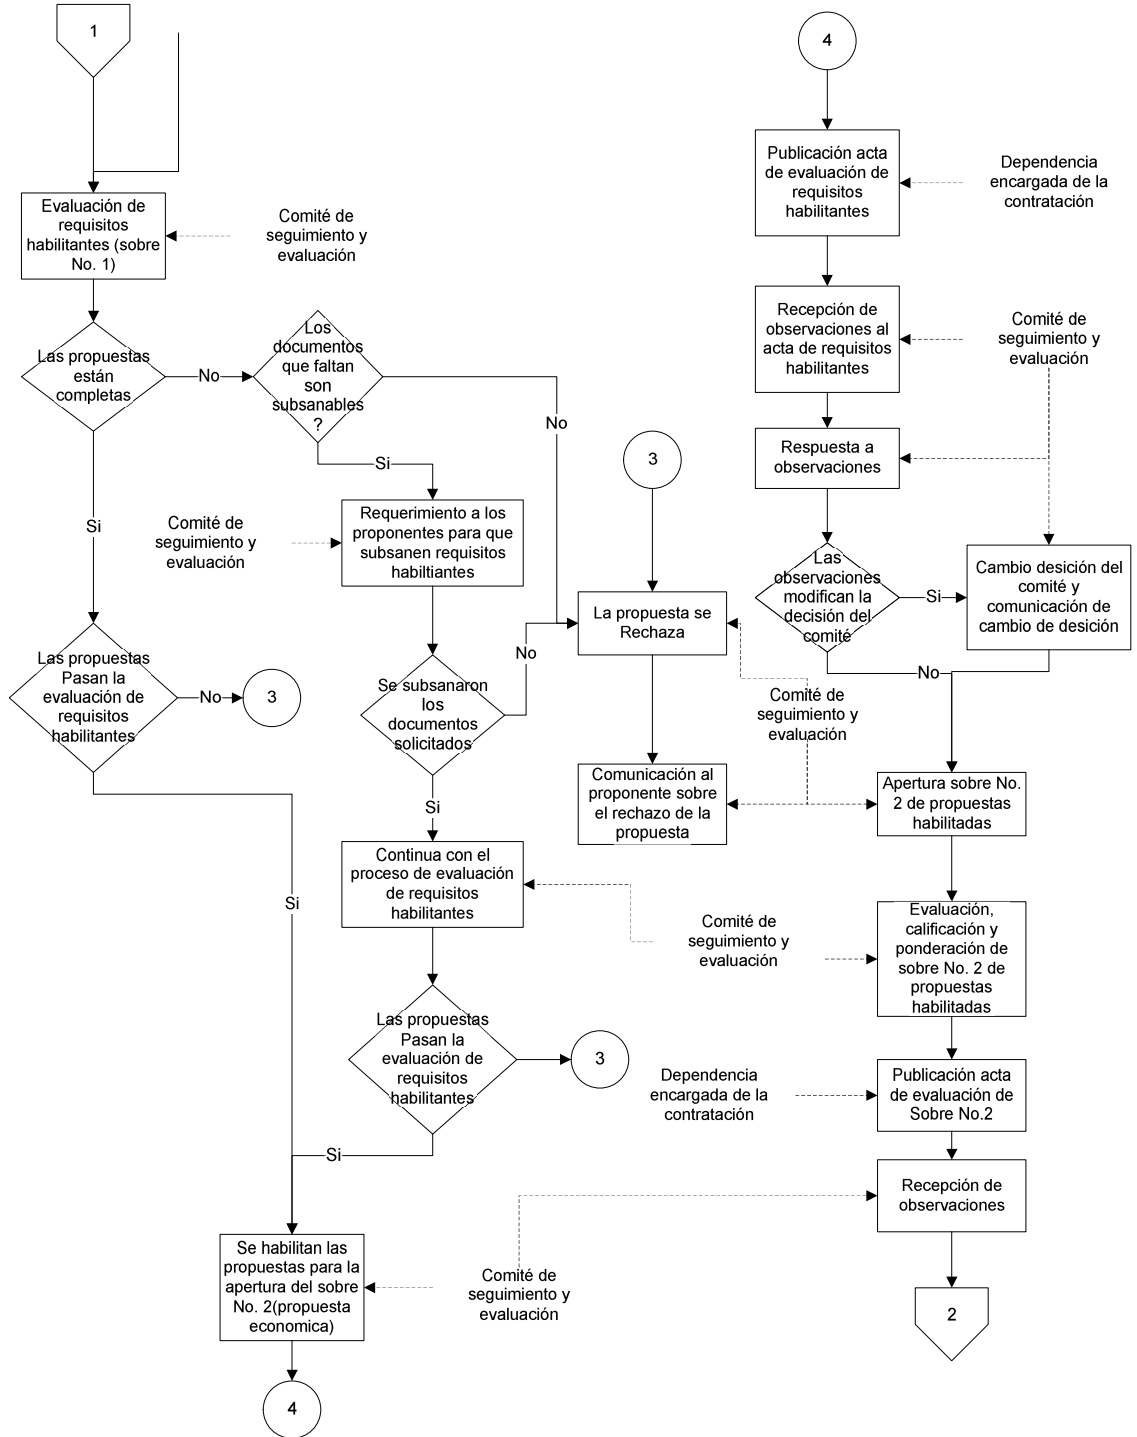 1
Evaluación de
requisitos
habilitantes (sobre
No. 1)
Comité de
seguimiento y
evaluación
Las propuestas
están
completas
No
Los
documentos
que faltan
son
subsanables
?
No
Si
Si
Comité de
seguimiento y
evaluación
Requerimiento a los
proponentes para que
subsanen requisitos
habiltiantes
3
La propuesta se
Rechaza
No
Las propuestas
Pasan la
evaluación de
requisitos
habilitantes
No
3
Se subsanaron
los
documentos
solicitados
Comité de
seguimiento y
evaluación
Comunicación al
proponente sobre
el rechazo de la
propuesta
Si
Continua con el
proceso de evaluación
de requisitos
habilitantes
Si
Comité de
seguimiento y
evaluación
Las propuestas
Pasan la
evaluación de
requisitos
habilitantes
3
Si
Se habilitan las
propuestas para la
apertura del sobre
No. 2(propuesta
economica)
Comité de
seguimiento y
evaluación
4
4
Publicación acta
de evaluación de
requisitos
habilitantes
Dependencia
encargada de la
contratación
Recepción de
observaciones al
acta de requisitos
habilitantes
Comité de
seguimiento y
evaluación
Respuesta a
observaciones
Las
observaciones
modifican la
decisión del
comité
Si
Cambio desición del
comité y
comunicación de
cambio de desición
No
Apertura sobre No.
2 de propuestas
habilitadas
Evaluación,
calificación y
ponderación de
sobre No. 2 de
propuestas
habilitadas
Dependencia
encargada de la
contratación
Publicación acta
de evaluación de
Sobre No.2
Recepción de
observaciones
2